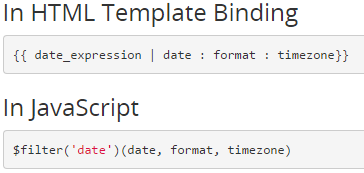 In HTML Template Binding
{{ date_expression | date : format : timezone}}
In JavaScript
$filter('date')(date, format, timezone)